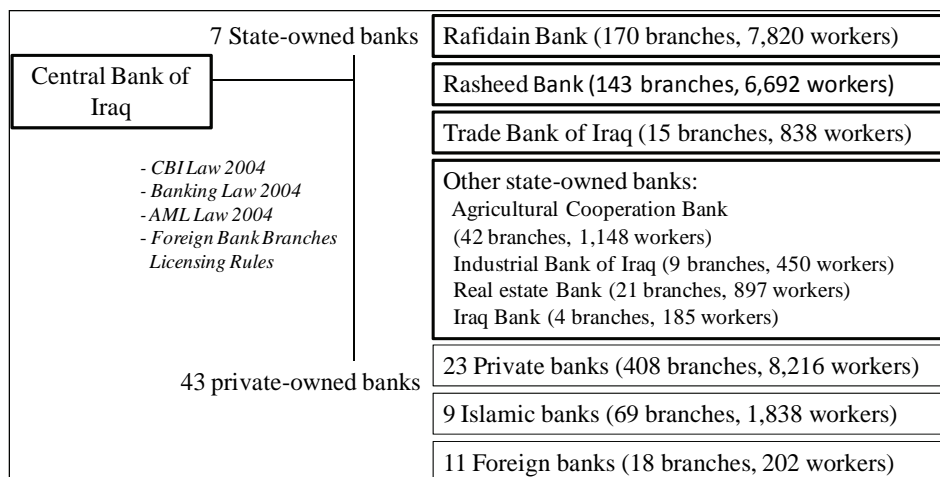 7 State-owned banks
Central Bank of
Iraq
- CBI Law 2004
- Banking Law 2004
- AML Law 2004
- Foreign Bank Branches
Licensing Rules
43 private-owned banks
Rafidain Bank (170 branches, 7,820 workers)
Rasheed Bank (143 branches, 6,692 workers)
Trade Bank of Iraq (15 branches, 838 workers)
Other state-owned banks:
Agricultural Cooperation Bank
(42 branches, 1,148 workers)
Industrial Bank of Iraq (9 branches, 450 workers)
Real estate Bank (21 branches, 897 workers)
Iraq Bank (4 branches, 185 workers)
23 Private banks (408 branches, 8,216 workers)
9 Islamic banks (69 branches, 1,838 workers)
11 Foreign banks (18 branches, 202 workers)